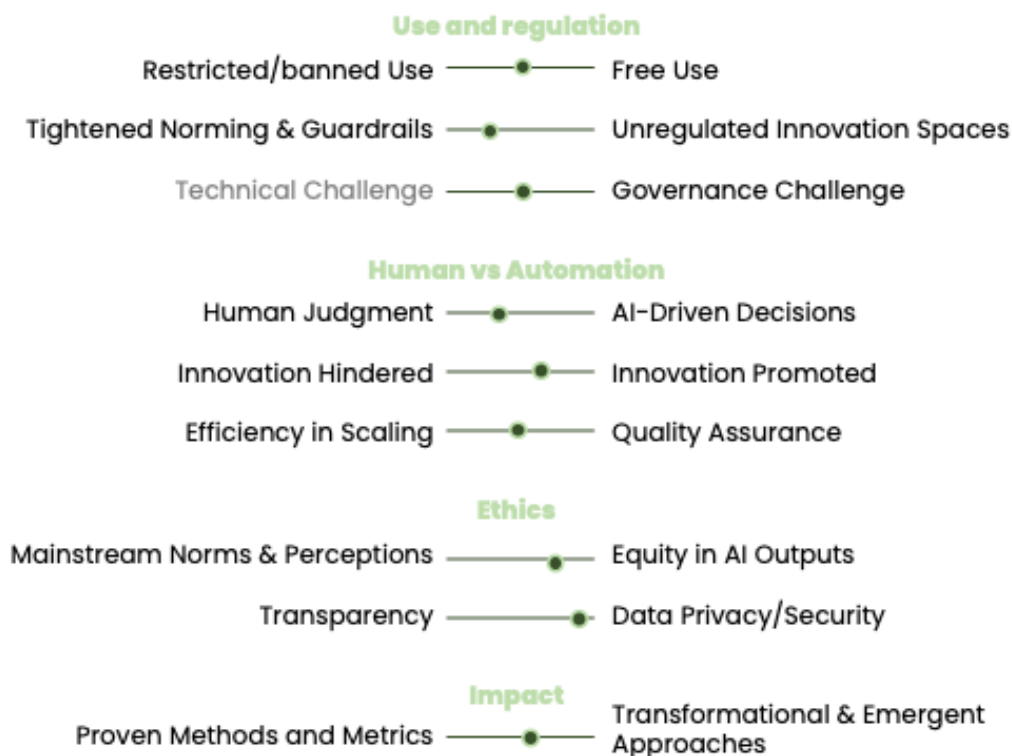 Use and regulation
Restricted/banned Use Free Use
Tightened Norming & Guardrails Unregulated Innovation Spaces
Technical Challenge Governance Challenge
Human vs Automation
Human Judgment AI-Driven Decisions
Innovation Hindered Innovation Promoted
Efficiency in Scaling Quality Assurance
Ethics
Mainstream Norms & Perceptions Equity in AI Outputs
Transparency Data Privacy/Security
Impact
Proven Methods and Metrics Transformational & Emergent
Approaches